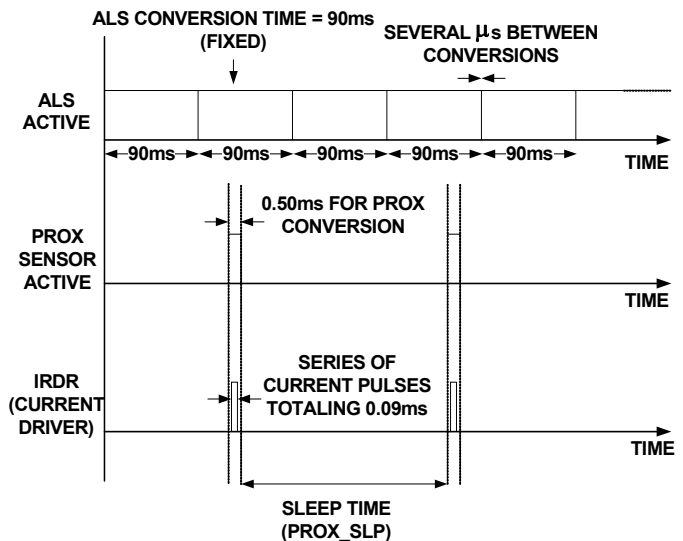 ALS CONVERSION TIME = 90ms
(FIXED)
SEVERAL μs BETWEEN
CONVERSIONS
ALS
ACTIVE
90ms
90ms
90ms
90ms
90ms
TIME
0.50ms FOR PROX
CONVERSION
PROX
SENSOR
ACTIVE
TIME
IRDR
(CURRENT
DRIVER)
SERIES OF
CURRENT PULSES
TOTALING 0.09ms
TIME
SLEEP TIME
(PROX_SLP)